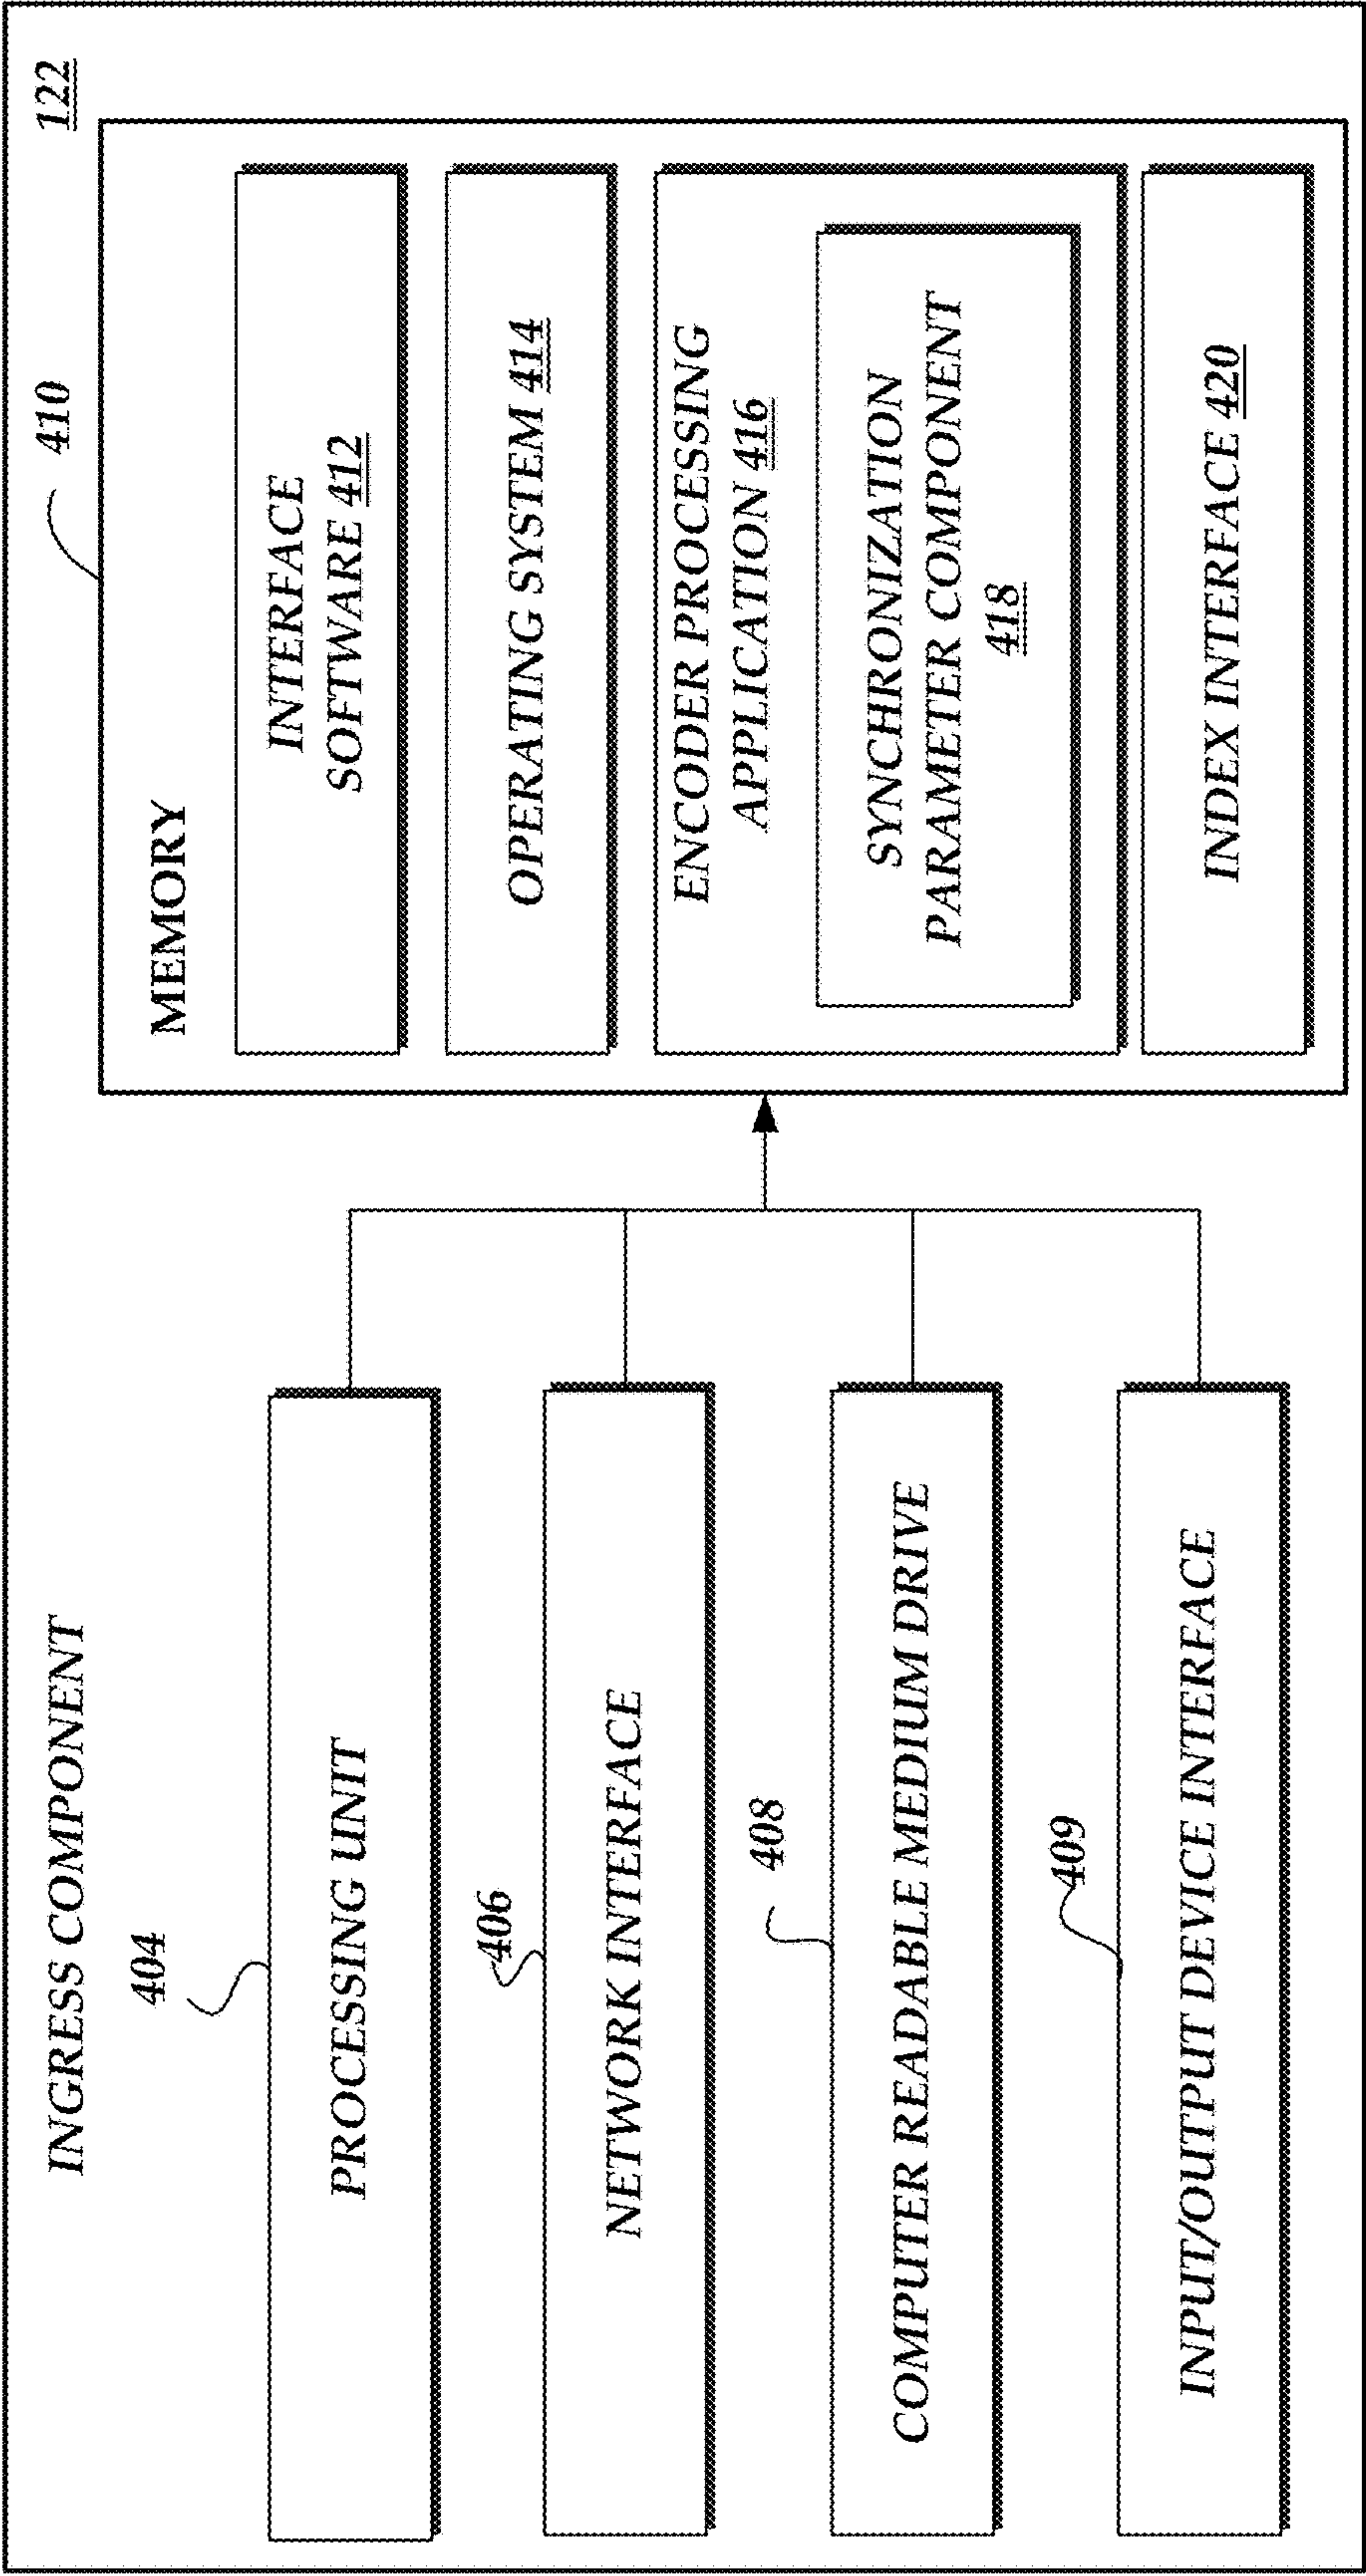 INGRESS COMPONENT
122
404
PROCESSING UNIT
406
NETWORK INTERFACE
408
COMPUTER READABLE MEDIUM DRIVE
409
INPUT/OUTPUT DEVICE INTERFACE
410
MEMORY
INTERFACE
SOFTWARE 412
OPERATING SYSTEM 414
ENCODER PROCESSING
APPLICATION 416
SYNCHRONIZATION
PARAMETER COMPONENT
418
INDEX INTERFACE 420